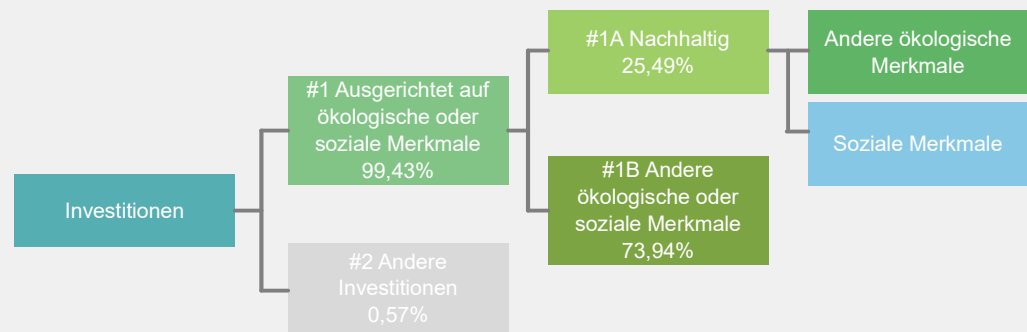 Investitionen
#1 Ausgerichtet auf
ökologische oder
soziale Merkmale
99,43%
#2 Andere
Investitionen
0,57%
#1A Nachhaltig
25,49%
#1B Andere
ökologische oder
soziale Merkmale
73,94%
Andere ökologische
Merkmale
Soziale Merkmale